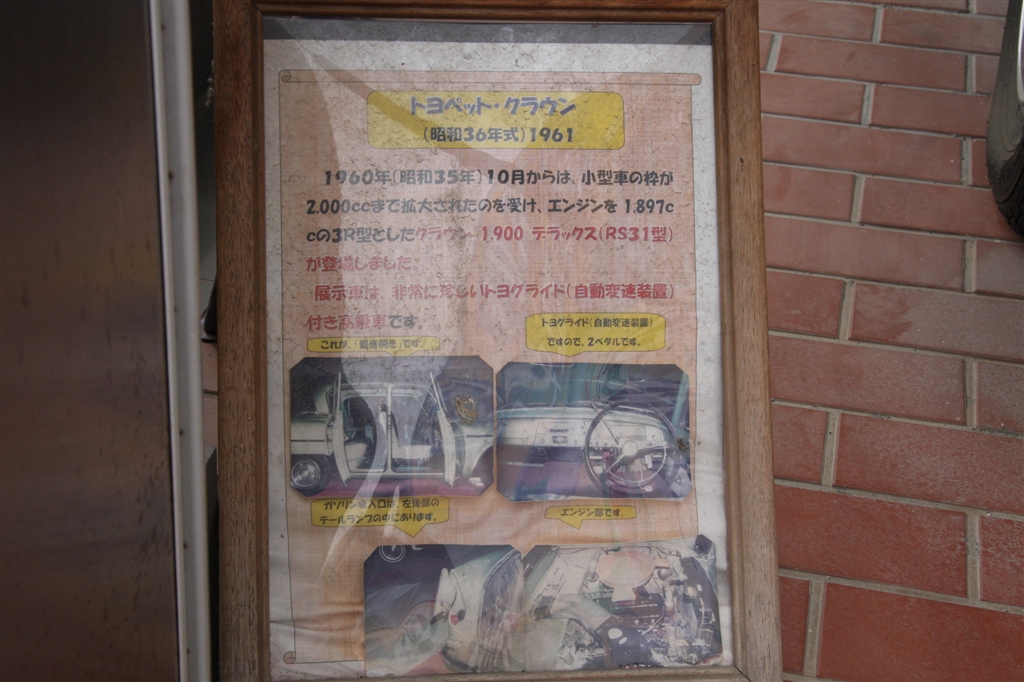 トヨペット・クラウン
(昭和36年式)1961
1960年(昭和35年)10月からは、小型車の枠が
2.000ccまで拡大されたのを受け、エンジンを 1.897c
cの3R型としたクラウン 1.900 デラックス(RS31型)
が登場しました。
展示車は、非常に珍しいトヨグライド(自動変速装置)
付き高級車です。
これが、「観音開き」です。
トヨグライド(自動変速装置)
ですので、2ペダルです。
ガソリン給入口は、左後部の
テールランプの中にあります。
エンジン部です。